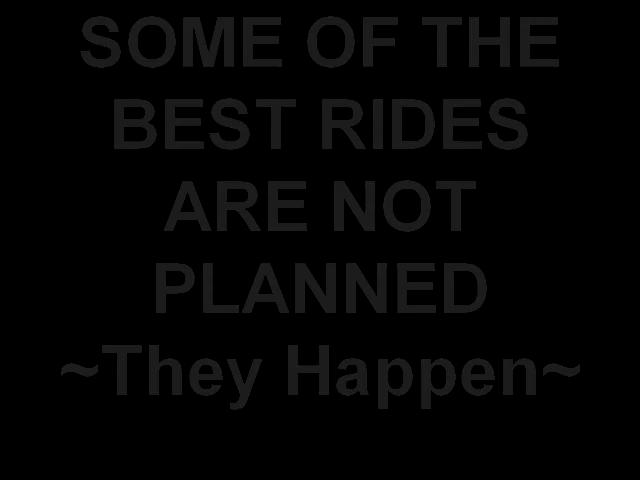 SOME OF THE
BEST RIDES
ARE NOT
PLANNED
~They Happen~